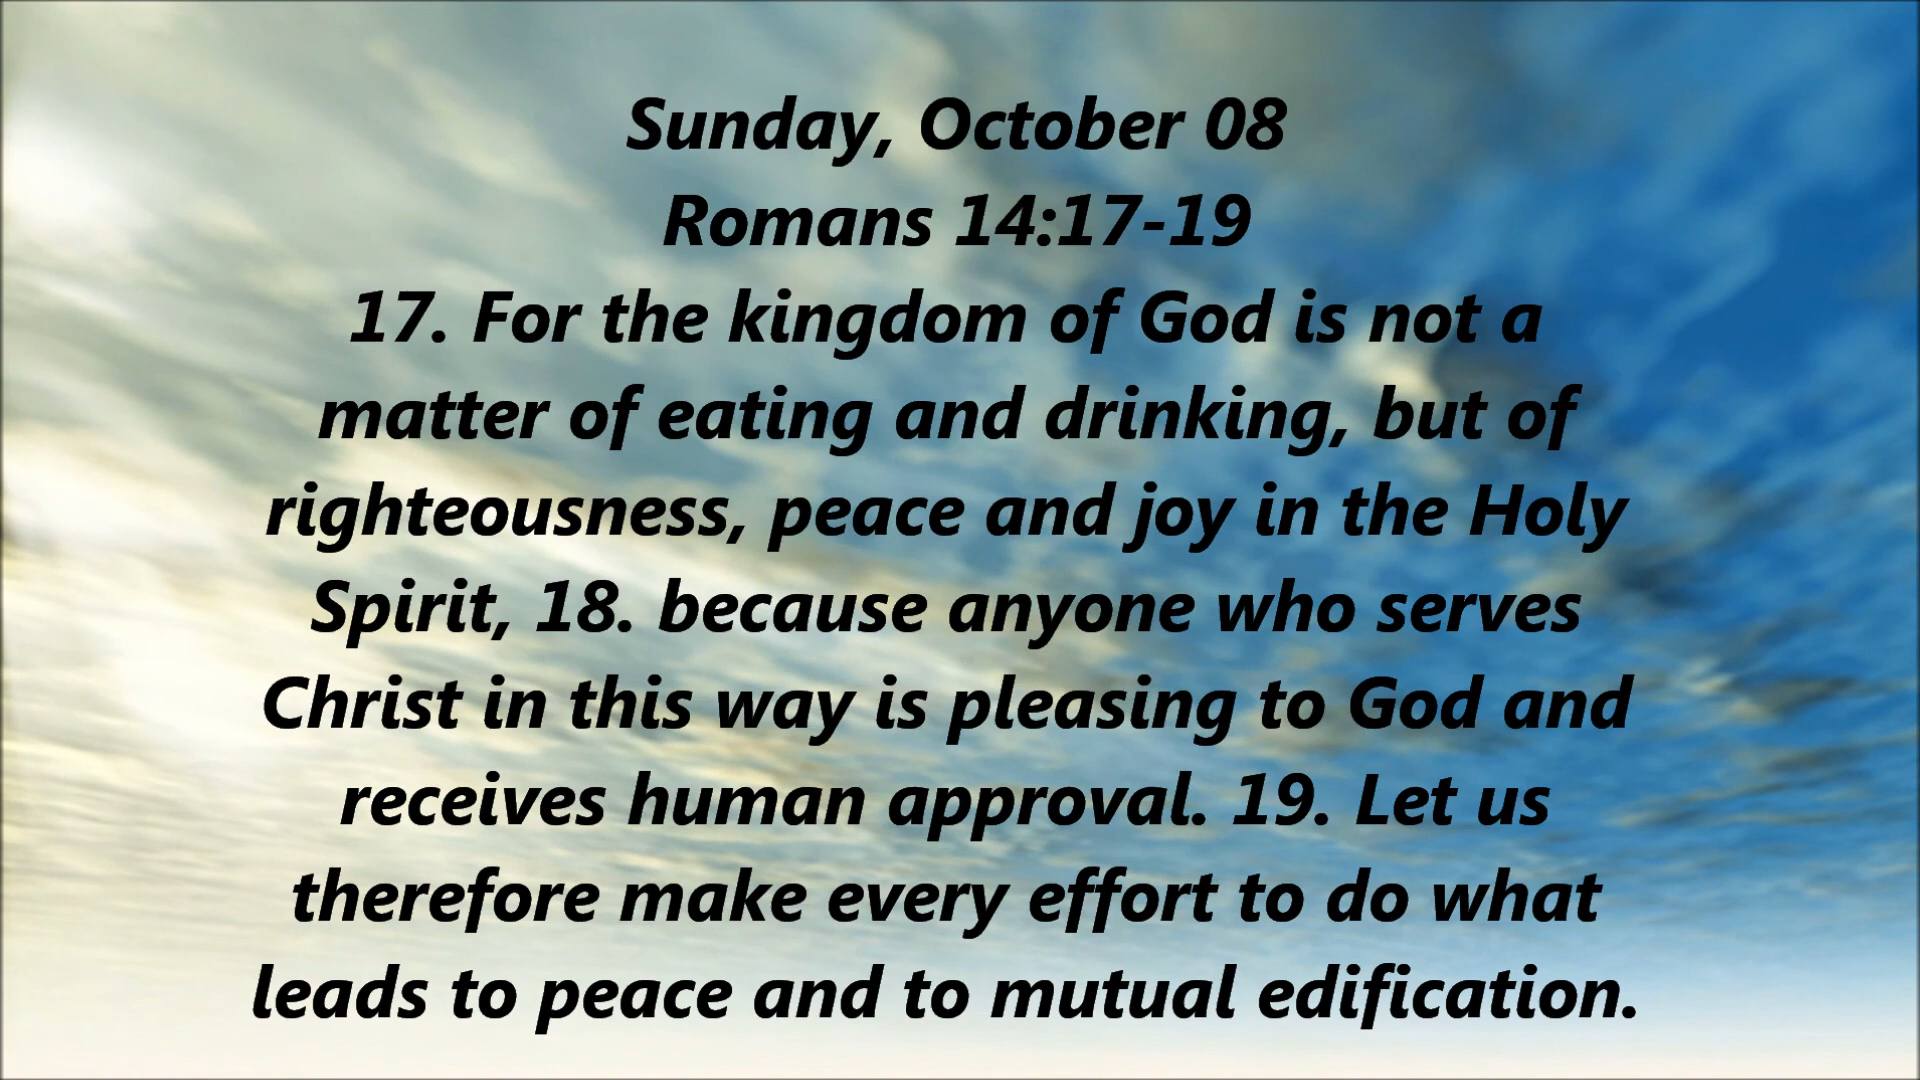 Sunday, October 08
Romans 14:17-19
17. For the kingdom of God is not a
matter of eating and drinking, but of
righteousness, peace and joy in the Holy
Spirit, 18. because anyone who serves
Christ in this way is pleasing to God and
receives human approval. 19. Let us
therefore make every effort to do what
leads to peace and to mutual edification.